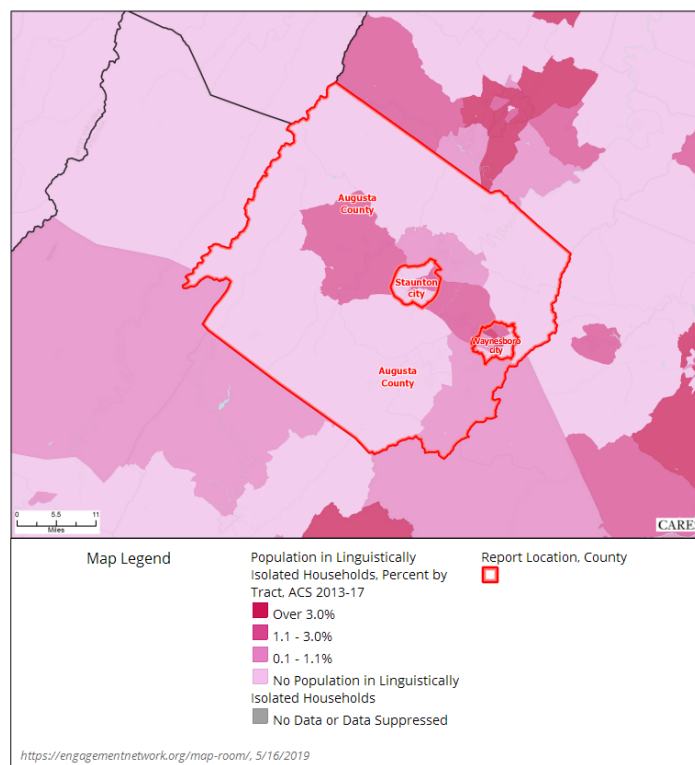 Augusta
County
Staunton
city
Waynesboro
city
Augusta
County
0 5.5 11
Miles
CARES
Map Legend
Population in Linguistically
Isolated Households, Percent by
Tract, ACS 2013-17
Over 3.0%
1.1 - 3.0%
0.1 - 1.1%
No Population in Linguistically
Isolated Households
No Data or Data Suppressed
Report Location, County
https://engagementnetwork.org/map-room/, 5/16/2019